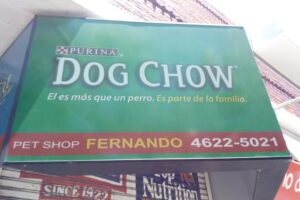 PURINA
DOG CHOW
El es más que un perro. Es parte de la familia.
PET SHOP FERNANDO 4622-5021
SINCE 1922
Nutrition